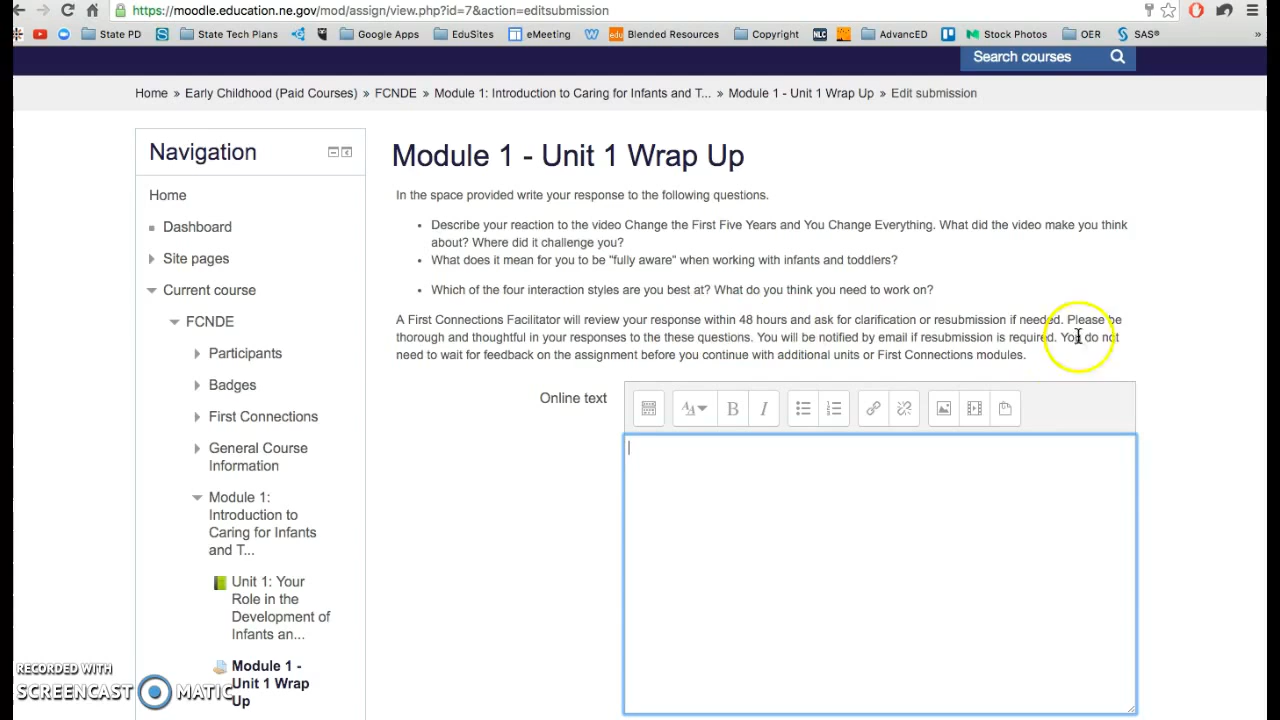 https://moodle.education.ne.gov/mod/assign/view.php?id=7&action=editsubmission
State PD State Tech Plans Google Apps EduSites eMeeting edu Blended Resources Copyright NLC AdvancED Stock Photos OER SAS® »
Search courses
Home » Early Childhood (Paid Courses) » FCNDE » Module 1: Introduction to Caring for Infants and T... » Module 1 - Unit 1 Wrap Up » Edit submission
Navigation
Home
Dashboard
Site pages
Current course
FCNDE
Participants
Badges
First Connections
General Course
Information
Module 1:
Introduction to
Caring for Infants
and T...
Unit 1: Your
Role in the
Development of
Infants an...
Module 1 -
Unit 1 Wrap
Up
Module 1 - Unit 1 Wrap Up
In the space provided write your response to the following questions.
• Describe your reaction to the video Change the First Five Years and You Change Everything. What did the video make you think
about? Where did it challenge you?
• What does it mean for you to be "fully aware" when working with infants and toddlers?
• Which of the four interaction styles are you best at? What do you think you need to work on?
A First Connections Facilitator will review your response within 48 hours and ask for clarification or resubmission if needed. Please be
thorough and thoughtful in your responses to the these questions. You will be notified by email if resubmission is required. You do not
need to wait for feedback on the assignment before you continue with additional units or First Connections modules.
Online text
B I
RECORDED WITH
SCREENCAST MATIC